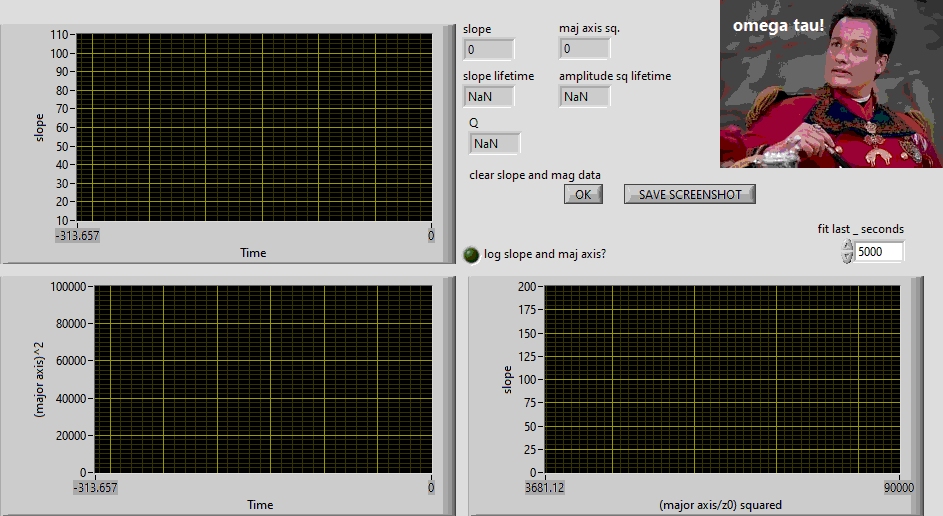 slope
0
maj axis sq.
0
slope lifetime
NaN
amplitude sq lifetime
NaN
Q
NaN
omega tau!
clear slope and mag data
OK
SAVE SCREENSHOT
log slope and maj axis?
fit last _ seconds
5000
110
100
90
80
70
60
50
40
30
20
10
slope
-313.657
0
Time
100000
80000
60000
40000
20000
0
(major axis)^2
-313.657
0
Time
200
175
150
125
100
75
50
25
0
slope
3681.12
90000
(major axis/z0) squared